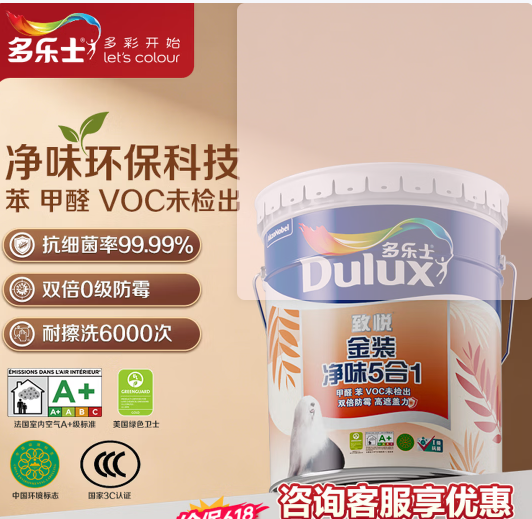 多乐士
多彩开始
let's colour
净味环保科技
苯 甲醛 VOC未检出
抗细菌率99.99%
双倍0级防霉
耐擦洗6000次
ÉMISSIONS DANS L'AIR INTÉRIEUR
A+
A+ A B C
法国室内空气A+级标准
GREENGUARD
美国绿色卫士
中国环境标志
CCC
国家3C认证
AkzoNobel
多乐士
Dulux
致悦
金装
净味5合1
甲醛 苯 VOC未检出
双倍防霉 高遮盖力
A+
咨询客服享优惠